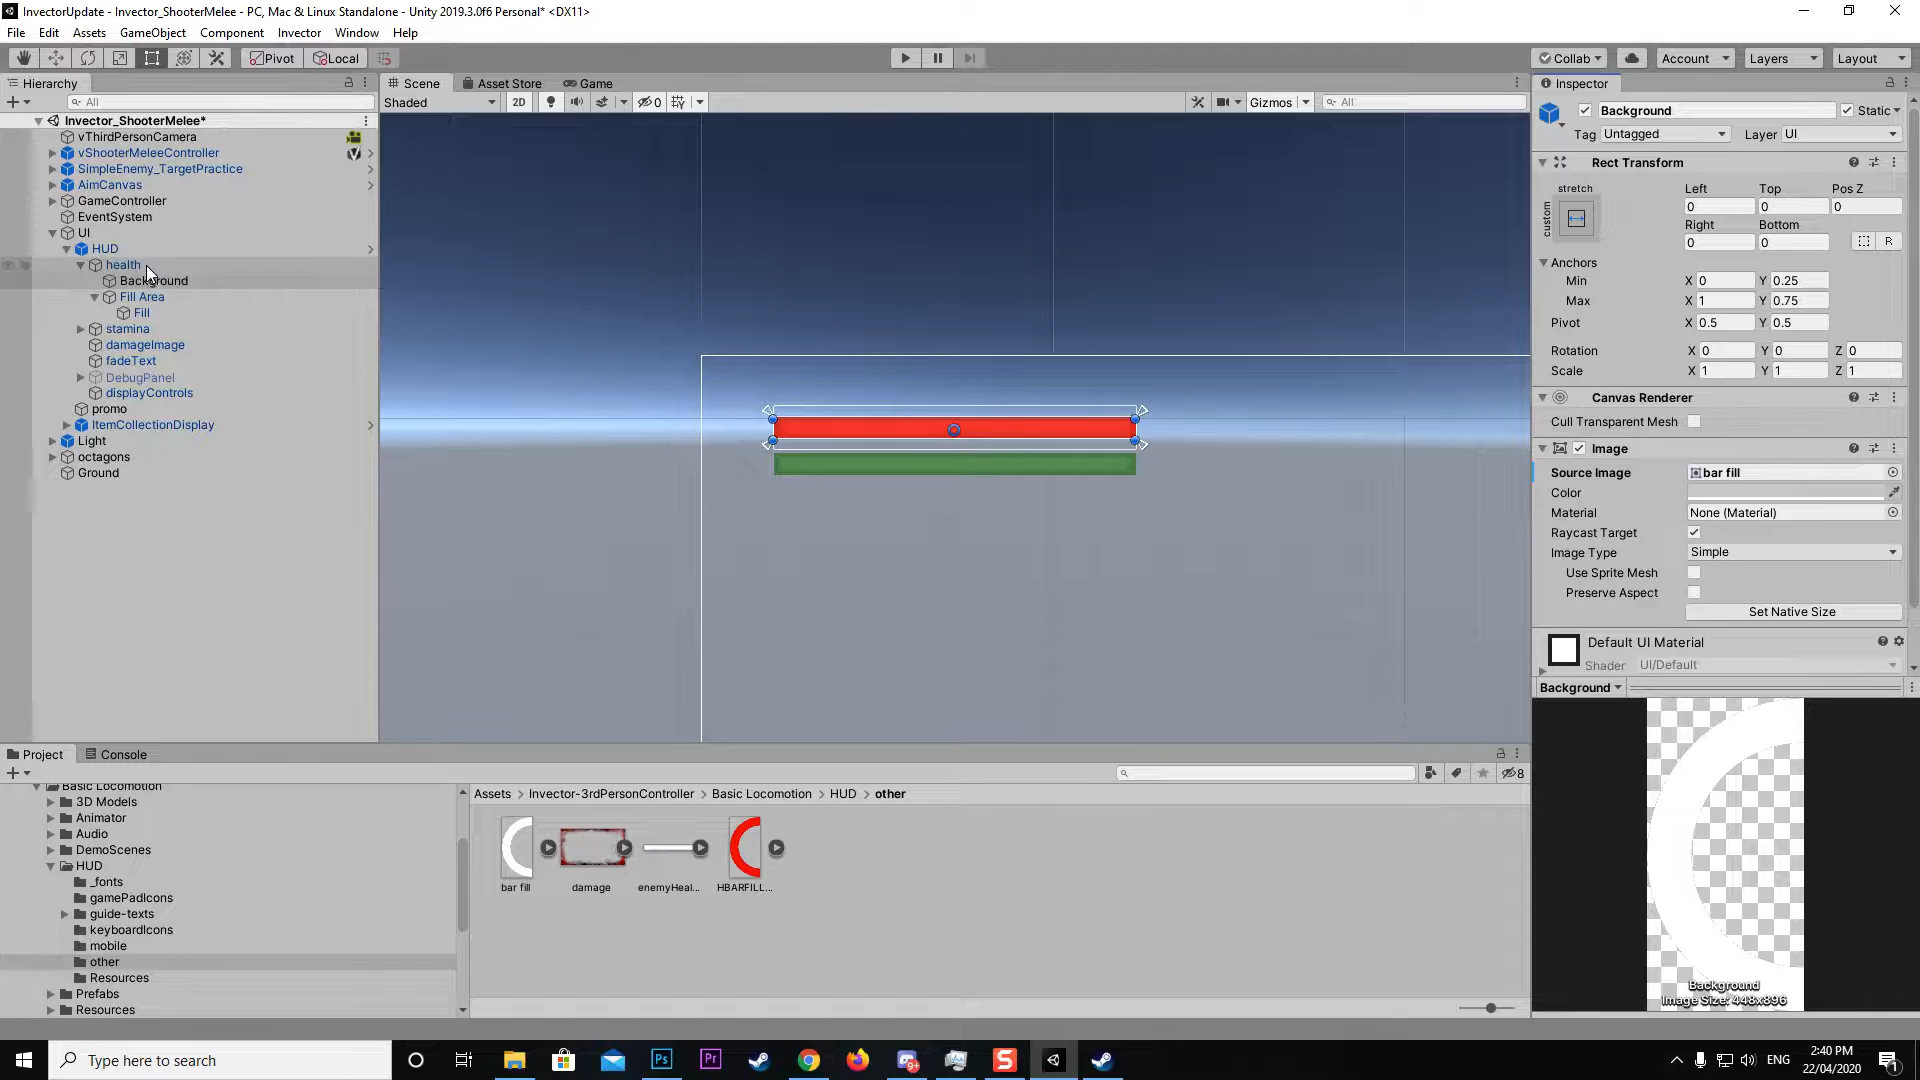 InvectorUpdate - Invector_ShooterMelee - PC, Mac & Linux Standalone - Unity 2019.3.0f6 Personal* <DX11>
File Edit Assets GameObject Component Invector Window Help
Pivot Local Collab Account Layers Layout
Hierarchy
All
Invector_ShooterMelee*
vThirdPersonCamera
vShooterMeleeController
SimpleEnemy_TargetPractice
AimCanvas
GameController
EventSystem
UI
HUD
health
Background
Fill Area
Fill
stamina
damageImage
fadeText
DebugPanel
displayControls
promo
ItemCollectionDisplay
Light
octagons
Ground
Scene Asset Store Game
Shaded 2D 0 Gizmos All
Inspector
Background Static
Tag Untagged Layer UI
Rect Transform
stretch Left Top Pos Z
custom 0 0 0
Right Bottom
0 0 R
Anchors
Min X 0 Y 0.25
Max X 1 Y 0.75
Pivot X 0.5 Y 0.5
Rotation X 0 Y 0 Z 0
Scale X 1 Y 1 Z 1
Canvas Renderer
Cull Transparent Mesh
Image
Source Image bar fill
Color
Material None (Material)
Raycast Target
Image Type Simple
Use Sprite Mesh
Preserve Aspect
Set Native Size
Default UI Material
Shader UI/Default
Background
Background
Image Size: 448x896
Project Console
8
Basic Locomotion
3D Models
Animator
Audio
DemoScenes
HUD
_fonts
gamePadIcons
guide-texts
keyboardIcons
mobile
other
Resources
Prefabs
Resources
Assets > Invector-3rdPersonController > Basic Locomotion > HUD > other
bar fill damage enemyHeal... HBARFILL...
Type here to search
Ps Pr 9+ S
ENG
2:40 PM
22/04/2020
1